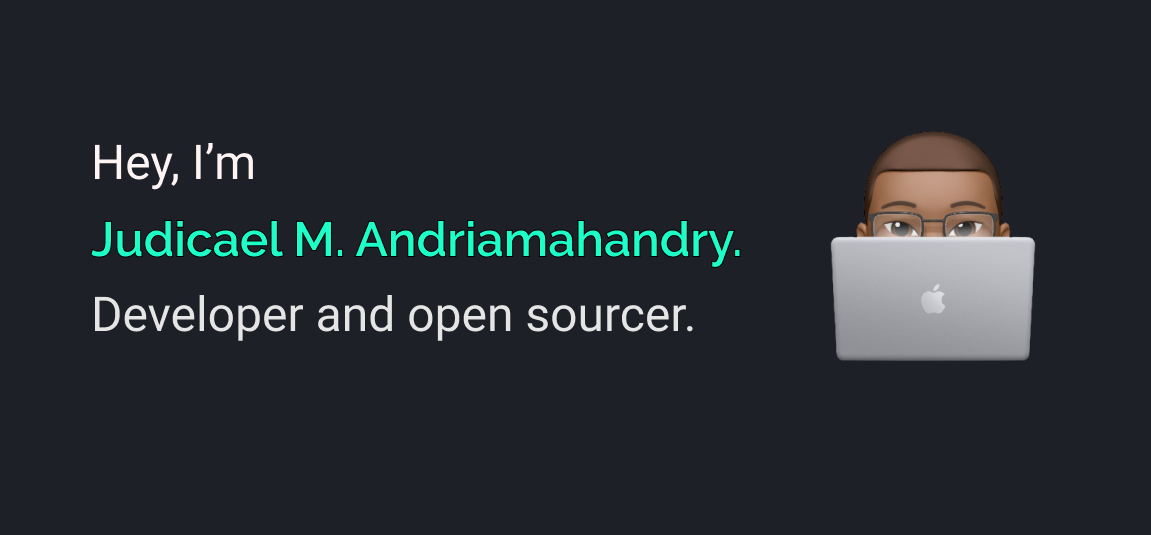 Hey, I’m
Judicael M. Andriamahandry.
Developer and open sourcer.